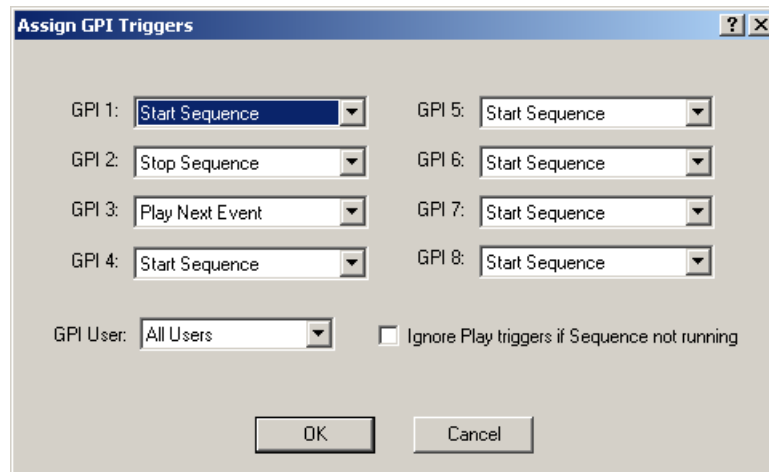 Assign GPI Triggers
GPI 1: Start Sequence GPI 5: Start Sequence
GPI 2: Stop Sequence GPI 6: Start Sequence
GPI 3: Play Next Event GPI 7: Start Sequence
GPI 4: Start Sequence GPI 8: Start Sequence
GPI User: All Users Ignore Play triggers if Sequence not running
OK Cancel